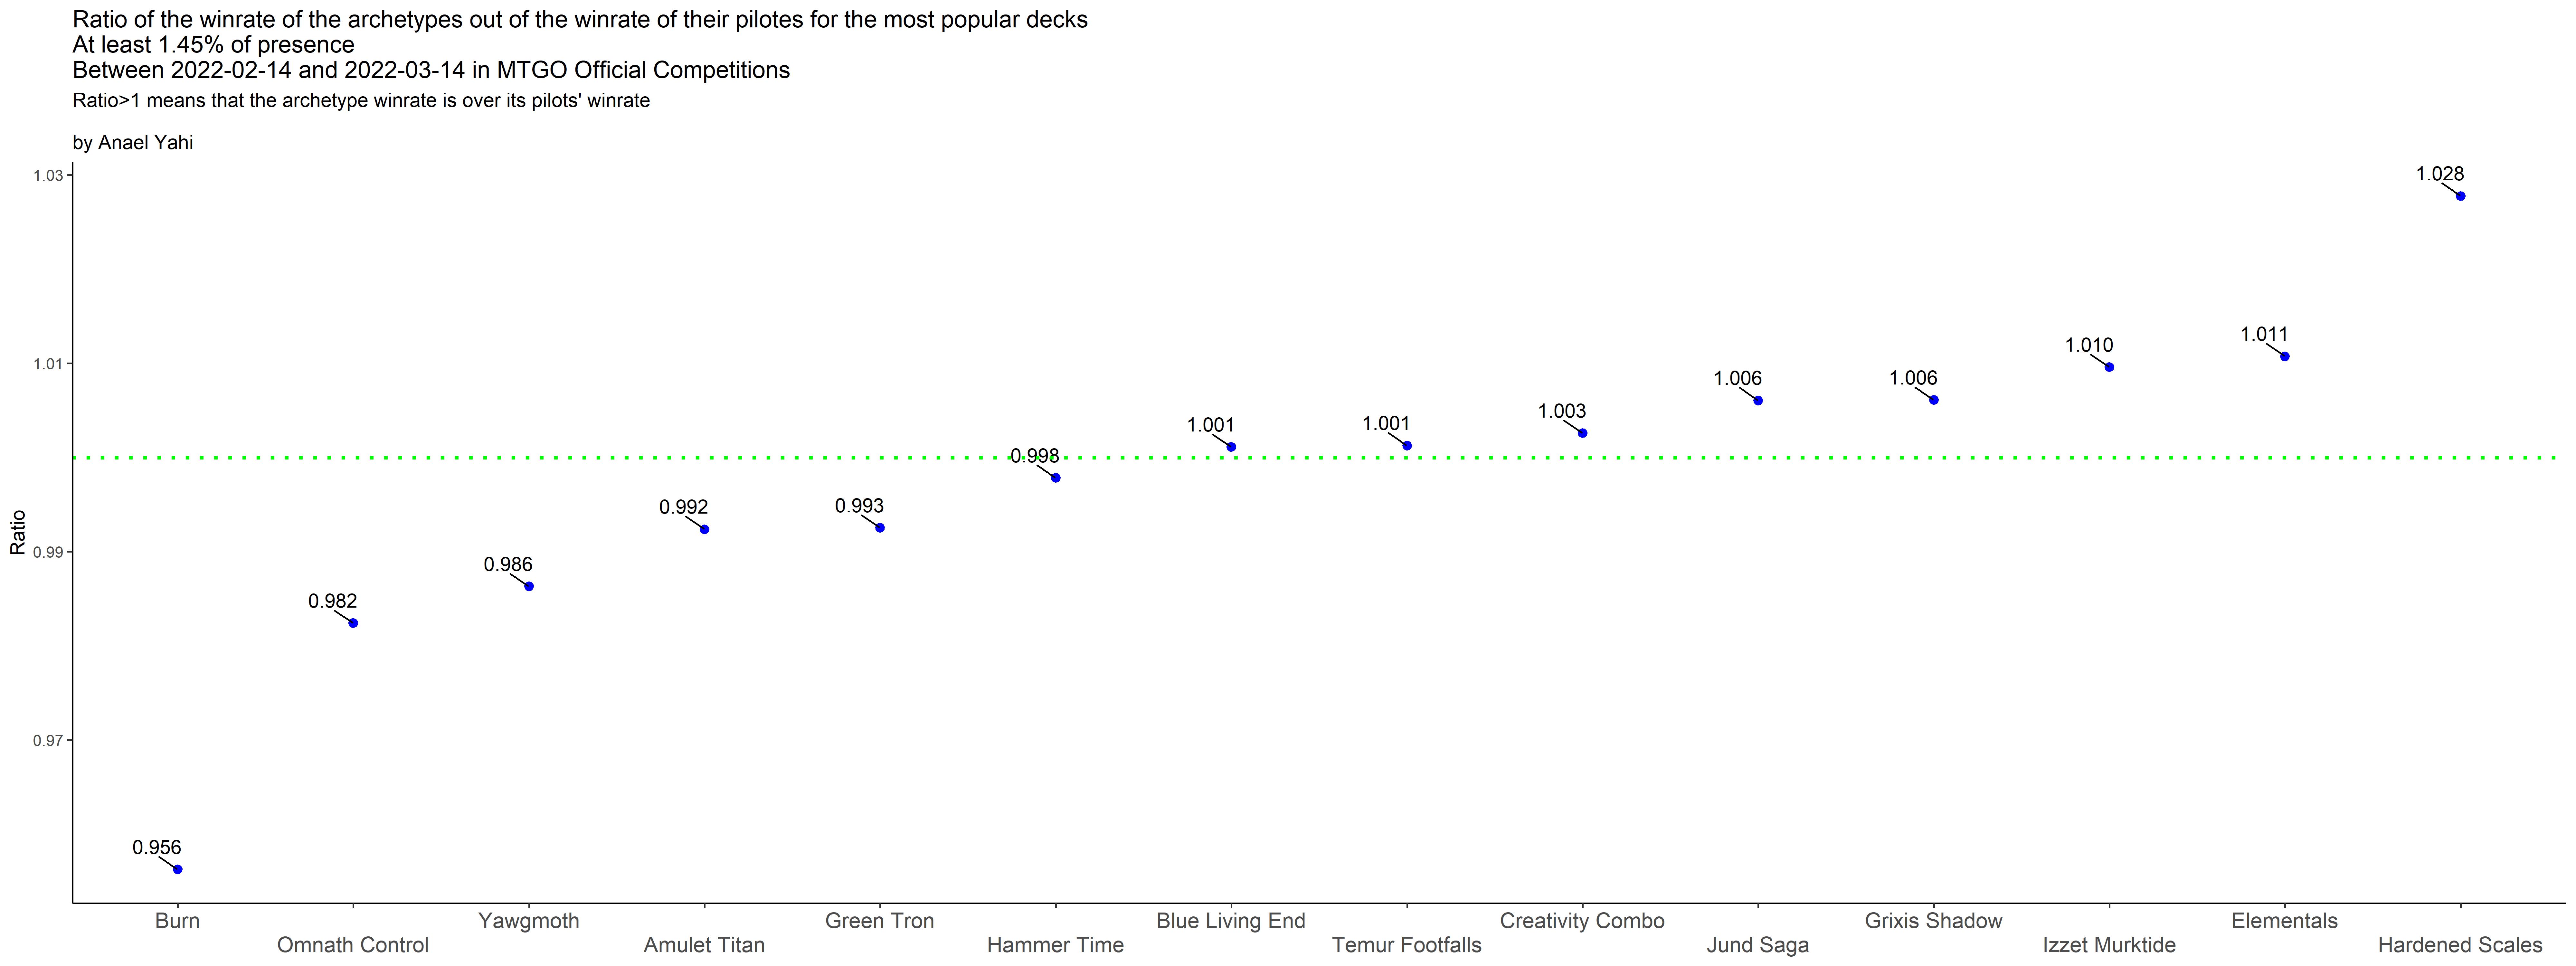 Ratio of the winrate of the archetypes out of the winrate of their pilotes for the most popular decks
At least 1.45% of presence
Between 2022-02-14 and 2022-03-14 in MTGO Official Competitions
Ratio>1 means that the archetype winrate is over its pilots' winrate
by Anael Yahi
1.03
1.01
0.99
0.97
Ratio
0.956
0.982
0.986
0.992
0.993
0.998
1.001
1.001
1.003
1.006
1.006
1.010
1.011
1.028
Burn
Omnath Control
Yawgmoth
Amulet Titan
Green Tron
Hammer Time
Blue Living End
Temur Footfalls
Creativity Combo
Jund Saga
Grixis Shadow
Izzet Murktide
Elementals
Hardened Scales